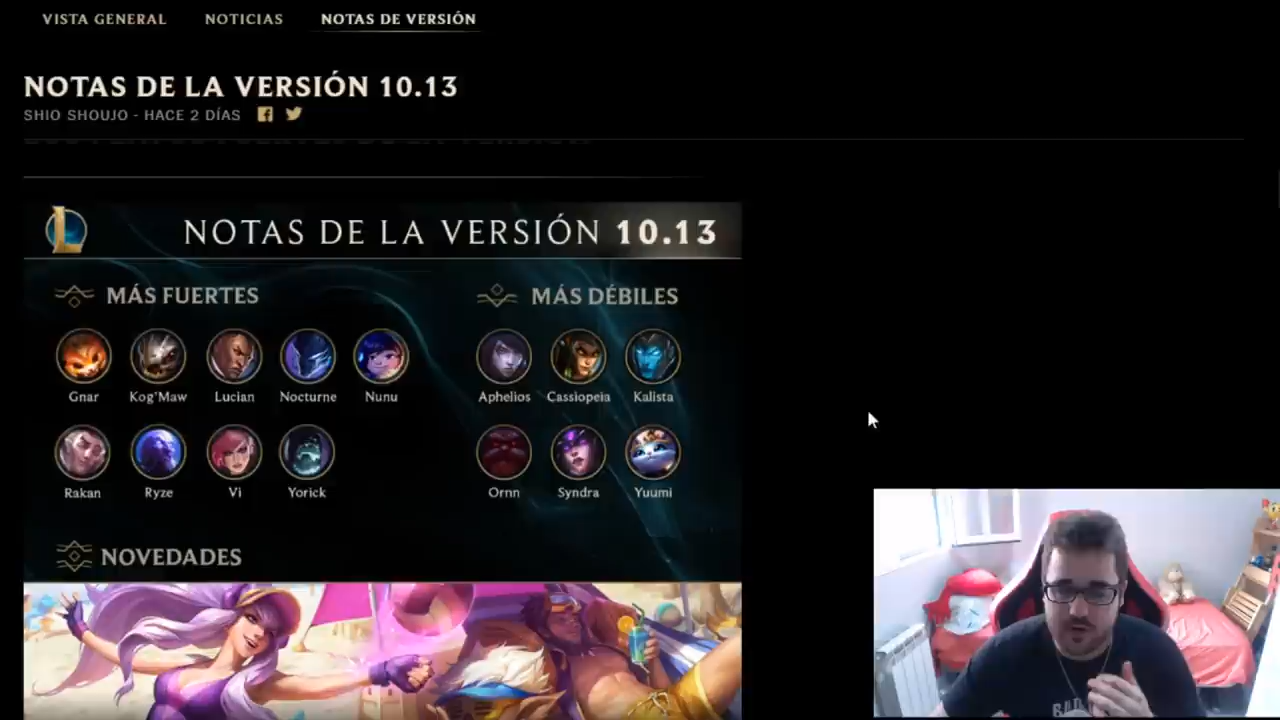 VISTA GENERAL NOTICIAS NOTAS DE VERSIÓN
NOTAS DE LA VERSIÓN 10.13
SHIO SHOUJO - HACE 2 DÍAS
NOTAS DE LA VERSIÓN 10.13
MÁS FUERTES
Gnar Kog'Maw Lucian Nocturne Nunu
Rakan Ryze Vi Yorick
MÁS DÉBILES
Aphelios Cassiopeia Kalista
Ornn Syndra Yuumi
NOVEDADES